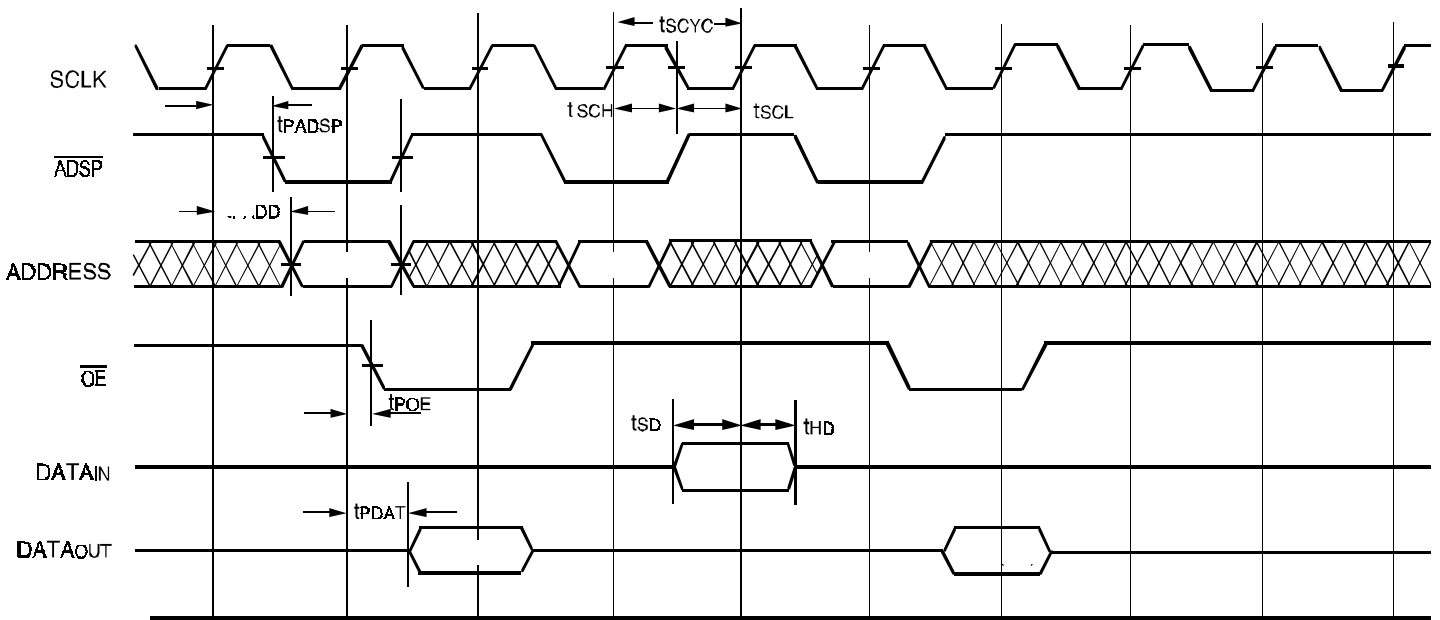 tSCYC
SCLK
tSCH
tSCL
tPADSP
ADSP
ADDRESS
OE
tPOE
tSD
tHD
DATAIN
tPDAT
DATAOUT